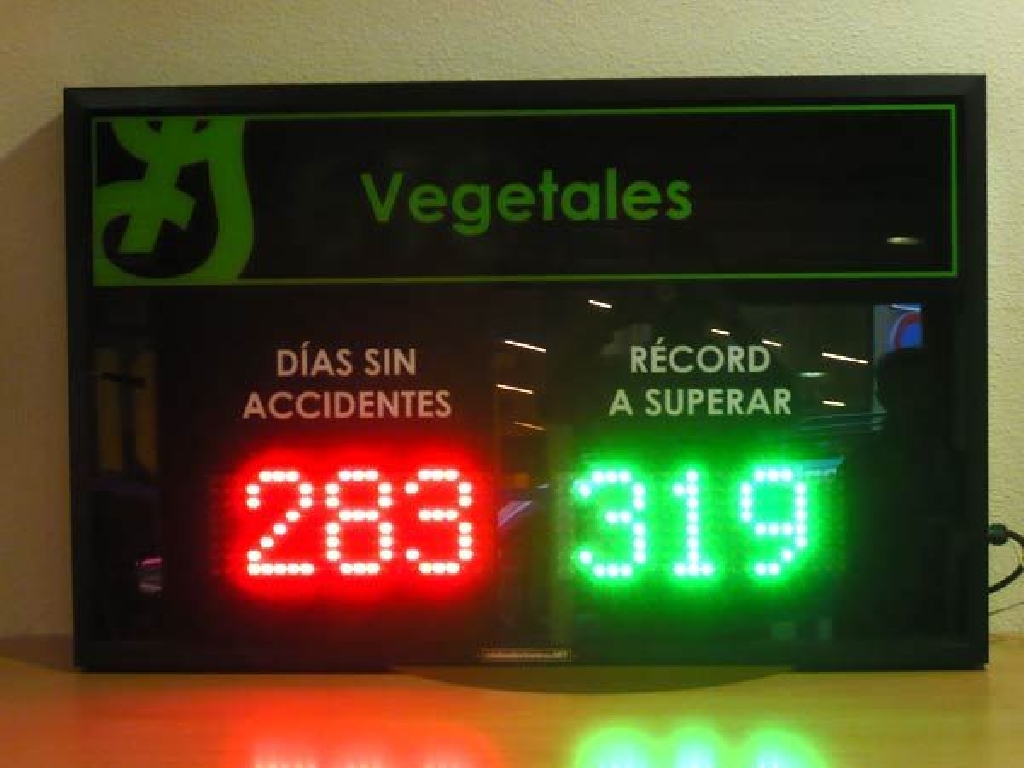 Vegetales
DÍAS SIN
ACCIDENTES
RÉCORD
A SUPERAR
283
319